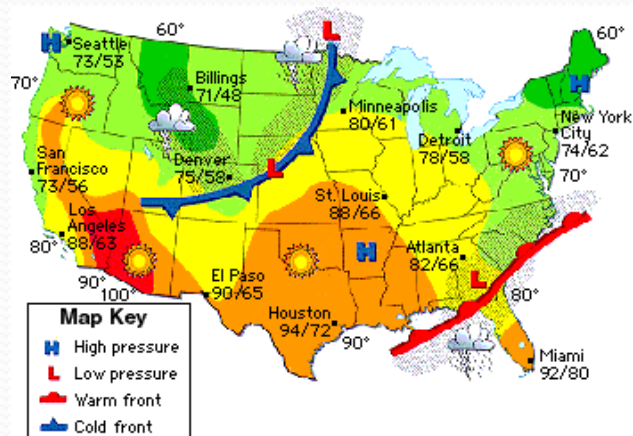 L
60°
H
Seattle
73/53
60°
70°
Billings
71/48
H
Minneapolis
80/61
New York
City
74/62
Detroit
78/58
San
Francisco
73/56
Denver
75/58
L
70°
St. Louis
88/66
Los
Angeles
88/63
80°
H
Atlanta
82/66
90°
100°
El Paso
90/65
L
80°
Houston
94/72
90°
Miami
92/80
Map Key
H High pressure
L Low pressure
Warm front
Cold front